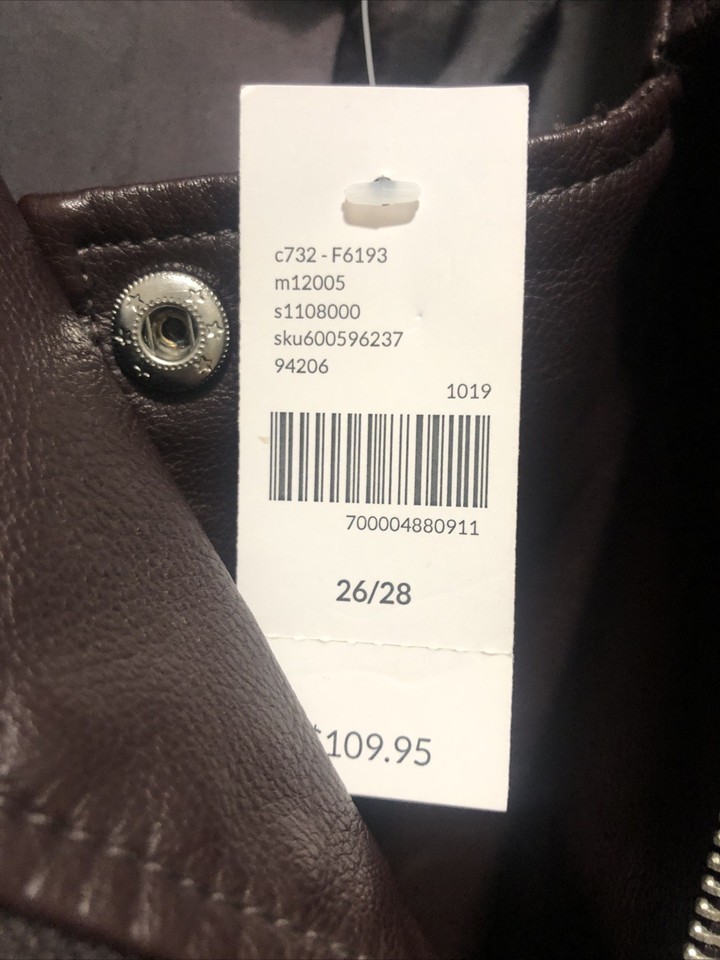 c732 - F6193
m12005
s1108000
sku600596237
94206
1019
700004880911
26/28
$109.95